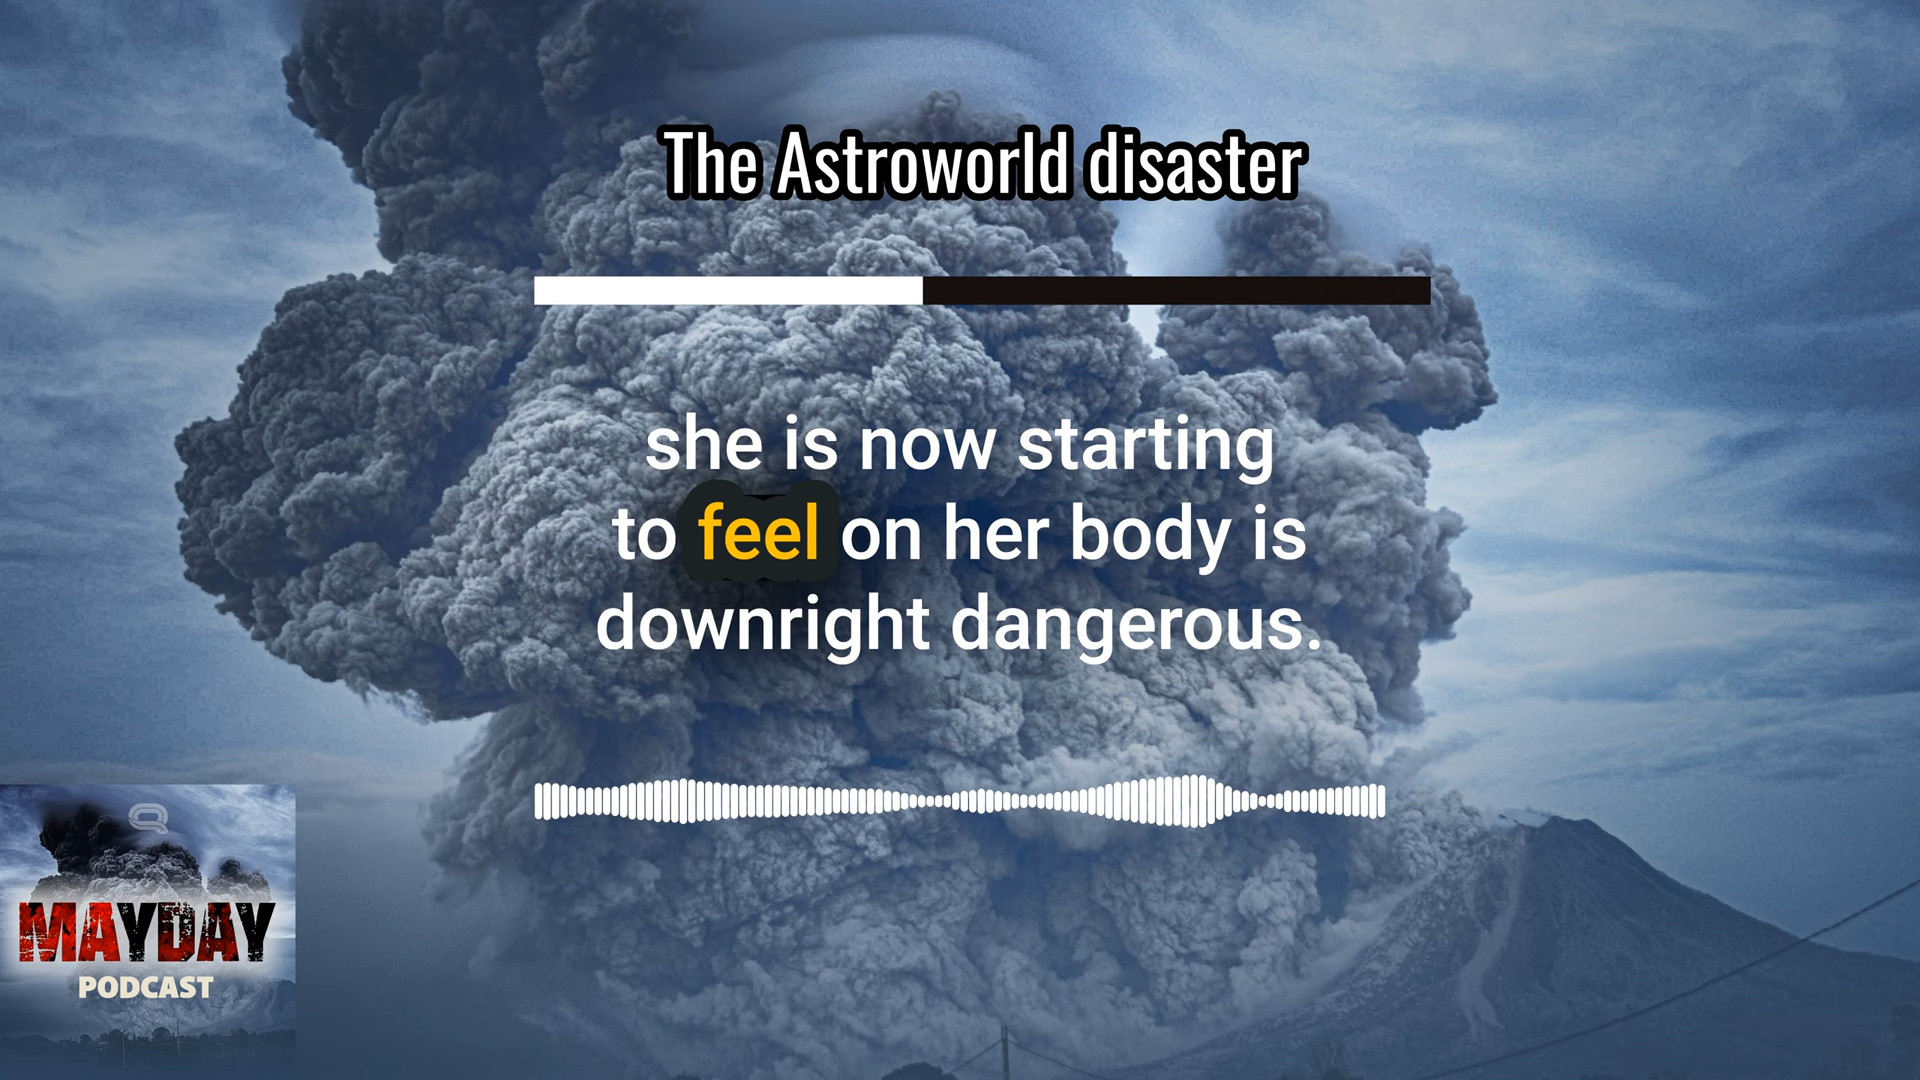 The Astroworld disaster
she is now starting
to feel on her body is
downright dangerous.
MAYDAY
PODCAST